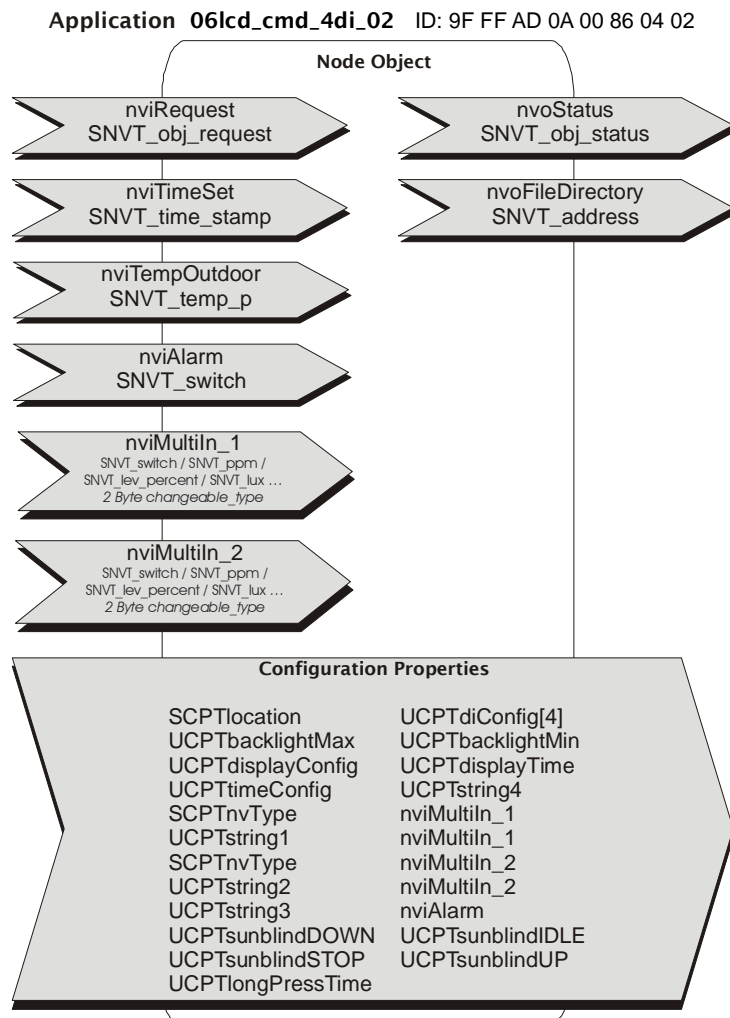 Application 06lcd_cmd_4di_02 ID: 9F FF AD 0A 00 86 04 02
Node Object
nviRequest
SNVT_obj_request
nvoStatus
SNVT_obj_status
nviTimeSet
SNVT_time_stamp
nvoFileDirectory
SNVT_address
nviTempOutdoor
SNVT_temp_p
nviAlarm
SNVT_switch
nviMultiIn_1
SNVT_switch / SNVT_ppm /
SNVT_lev_percent / SNVT_lux ...
2 Byte changeable_type
nviMultiIn_2
SNVT_switch / SNVT_ppm /
SNVT_lev_percent / SNVT_lux ...
2 Byte changeable_type
Configuration Properties
SCPTlocation UCPTdiConfig[4]
UCPTbacklightMax UCPTbacklightMin
UCPTdisplayConfig UCPTdisplayTime
UCPTtimeConfig UCPTstring4
SCPTnvType nviMultiIn_1
UCPTstring1 nviMultiIn_1
SCPTnvType nviMultiIn_2
UCPTstring2 nviMultiIn_2
UCPTstring3 nviAlarm
UCPTsunblindDOWN UCPTsunblindIDLE
UCPTsunblindSTOP UCPTsunblindUP
UCPTlongPressTime